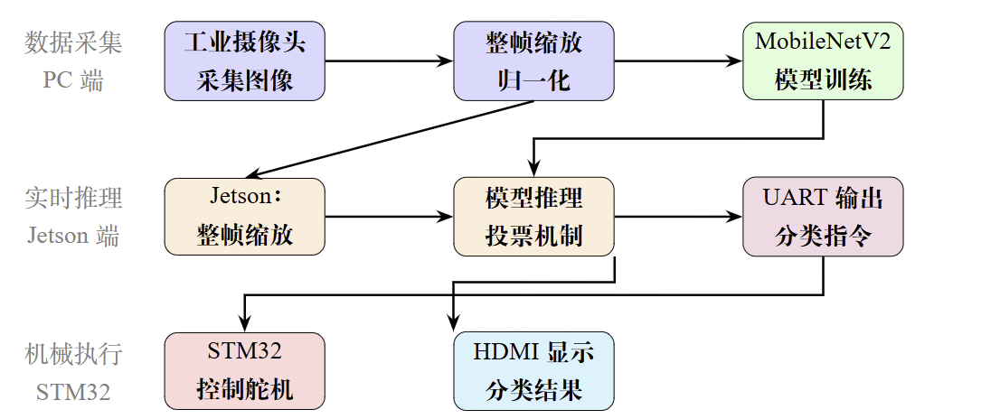 数据采集
PC 端
工业摄像头
采集图像
整帧缩放
归一化
MobileNetV2
模型训练
实时推理
Jetson 端
Jetson：
整帧缩放
模型推理
投票机制
UART 输出
分类指令
机械执行
STM32
STM32
控制舵机
HDMI 显示
分类结果